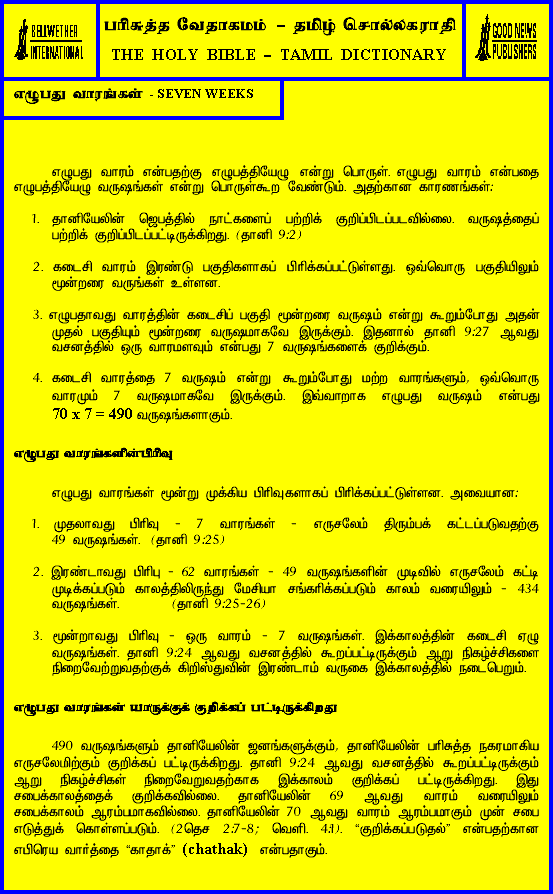 BELLWETHER
INTERNATIONAL
பரிசுத்த வேதாகமம் – தமிழ் சொல்லகராதி
THE HOLY BIBLE – TAMIL DICTIONARY
GOOD NEWS
PUBLISHERS
எழுபது வாரங்கள் - SEVEN WEEKS
எழுபது வாரம் என்பதற்கு எழுபத்தியேழு என்று பொருள். எழுபது வாரம் என்பதை
எழுபத்தியேழு வருஷங்கள் என்று பொருள்கூற வேண்டும். அதற்கான காரணங்கள்:
1. தானியேலின் ஜெபத்தில் நாட்களைப் பற்றிக் குறிப்பிடப்படவில்லை. வருஷத்தைப்
பற்றிக் குறிப்பிடப்பட்டிருக்கிறது. (தானி 9:2)
2. கடைசி வாரம் இரண்டு பகுதிகளாகப் பிரிக்கப்பட்டுள்ளது. ஒவ்வொரு பகுதியிலும்
மூன்றரை வருங்கள் உள்ளன.
3. எழுபதாவது வாரத்தின் கடைசிப் பகுதி மூன்றரை வருஷம் என்று கூறும்போது அதன்
முதல் பகுதியும் மூன்றரை வருஷமாகவே இருக்கும். இதனால் தானி 9:27 ஆவது
வசனத்தில் ஒரு வாரமளவும் என்பது 7 வருஷங்களைக் குறிக்கும்.
4. கடைசி வாரத்தை 7 வருஷம் என்று கூறும்போது மற்ற வாரங்களும், ஒவ்வொரு
வாரமும் 7 வருஷமாகவே இருக்கும். இவ்வாறாக எழுபது வருஷம் என்பது
70 x 7 = 490 வருஷங்களாகும்.
எழுபது வாரங்களின் பிரிவு
எழுபது வாரங்கள் மூன்று முக்கிய பிரிவுகளாகப் பிரிக்கப்பட்டுள்ளன. அவையான:
1. முதலாவது பிரிவு - 7 வாரங்கள் - எருசலேம் திரும்பக் கட்டப்படுவதற்கு
49 வருஷங்கள். (தானி 9:25)
2. இரண்டாவது பிரிபு - 62 வாரங்கள் - 49 வருஷங்களின் முடிவில் எருசலேம் கட்டி
முடிக்கப்படும் காலத்திலிருந்து மேசியா சங்கரிக்கப்படும் காலம் வரையிலும் - 434
வருஷங்கள். (தானி 9:25-26)
3. மூன்றாவது பிரிவு - ஒரு வாரம் - 7 வருஷங்கள். இக்காலத்தின் கடைசி ஏழு
வருஷங்கள். தானி 9:24 ஆவது வசனத்தில் கூறப்பட்டிருக்கும் ஆறு நிகழ்ச்சிகளை
நிறைவேற்றுவதற்குக் கிறிஸ்துவின் இரண்டாம் வருகை இக்காலத்தில் நடைபெறும்.
எழுபது வாரங்கள் யாருக்குக் குறிக்கப் பட்டிருக்கிறது
490 வருஷங்களும் தானியேலின் ஜனங்களுக்கும், தானியேலின் பரிசுத்த நகரமாகிய
எருசலேமிற்கும் குறிக்கப் பட்டிருக்கிறது. தானி 9:24 ஆவது வசனத்தில் கூறப்பட்டிருக்கும்
ஆறு நிகழ்ச்சிகள் நிறைவேறுவதற்காக இக்காலம் குறிக்கப் பட்டிருக்கிறது. இது
சபைக்காலத்தைக் குறிக்கவில்லை. தானியேலின் 69 ஆவது வாரம் வரையிலும்
சபைக்காலம் ஆரம்பமாகவில்லை. தானியேலின் 70 ஆவது வாரம் ஆரம்பமாகும் முன் சபை
எடுத்துக் கொள்ளப்படும். (2தெச 2:7-8; வெளி. 4:1). “குறிக்கப்படுதல்” என்பதற்கான
எபிரெய வார்த்தை “காதாக்” (chathak) என்பதாகும்.